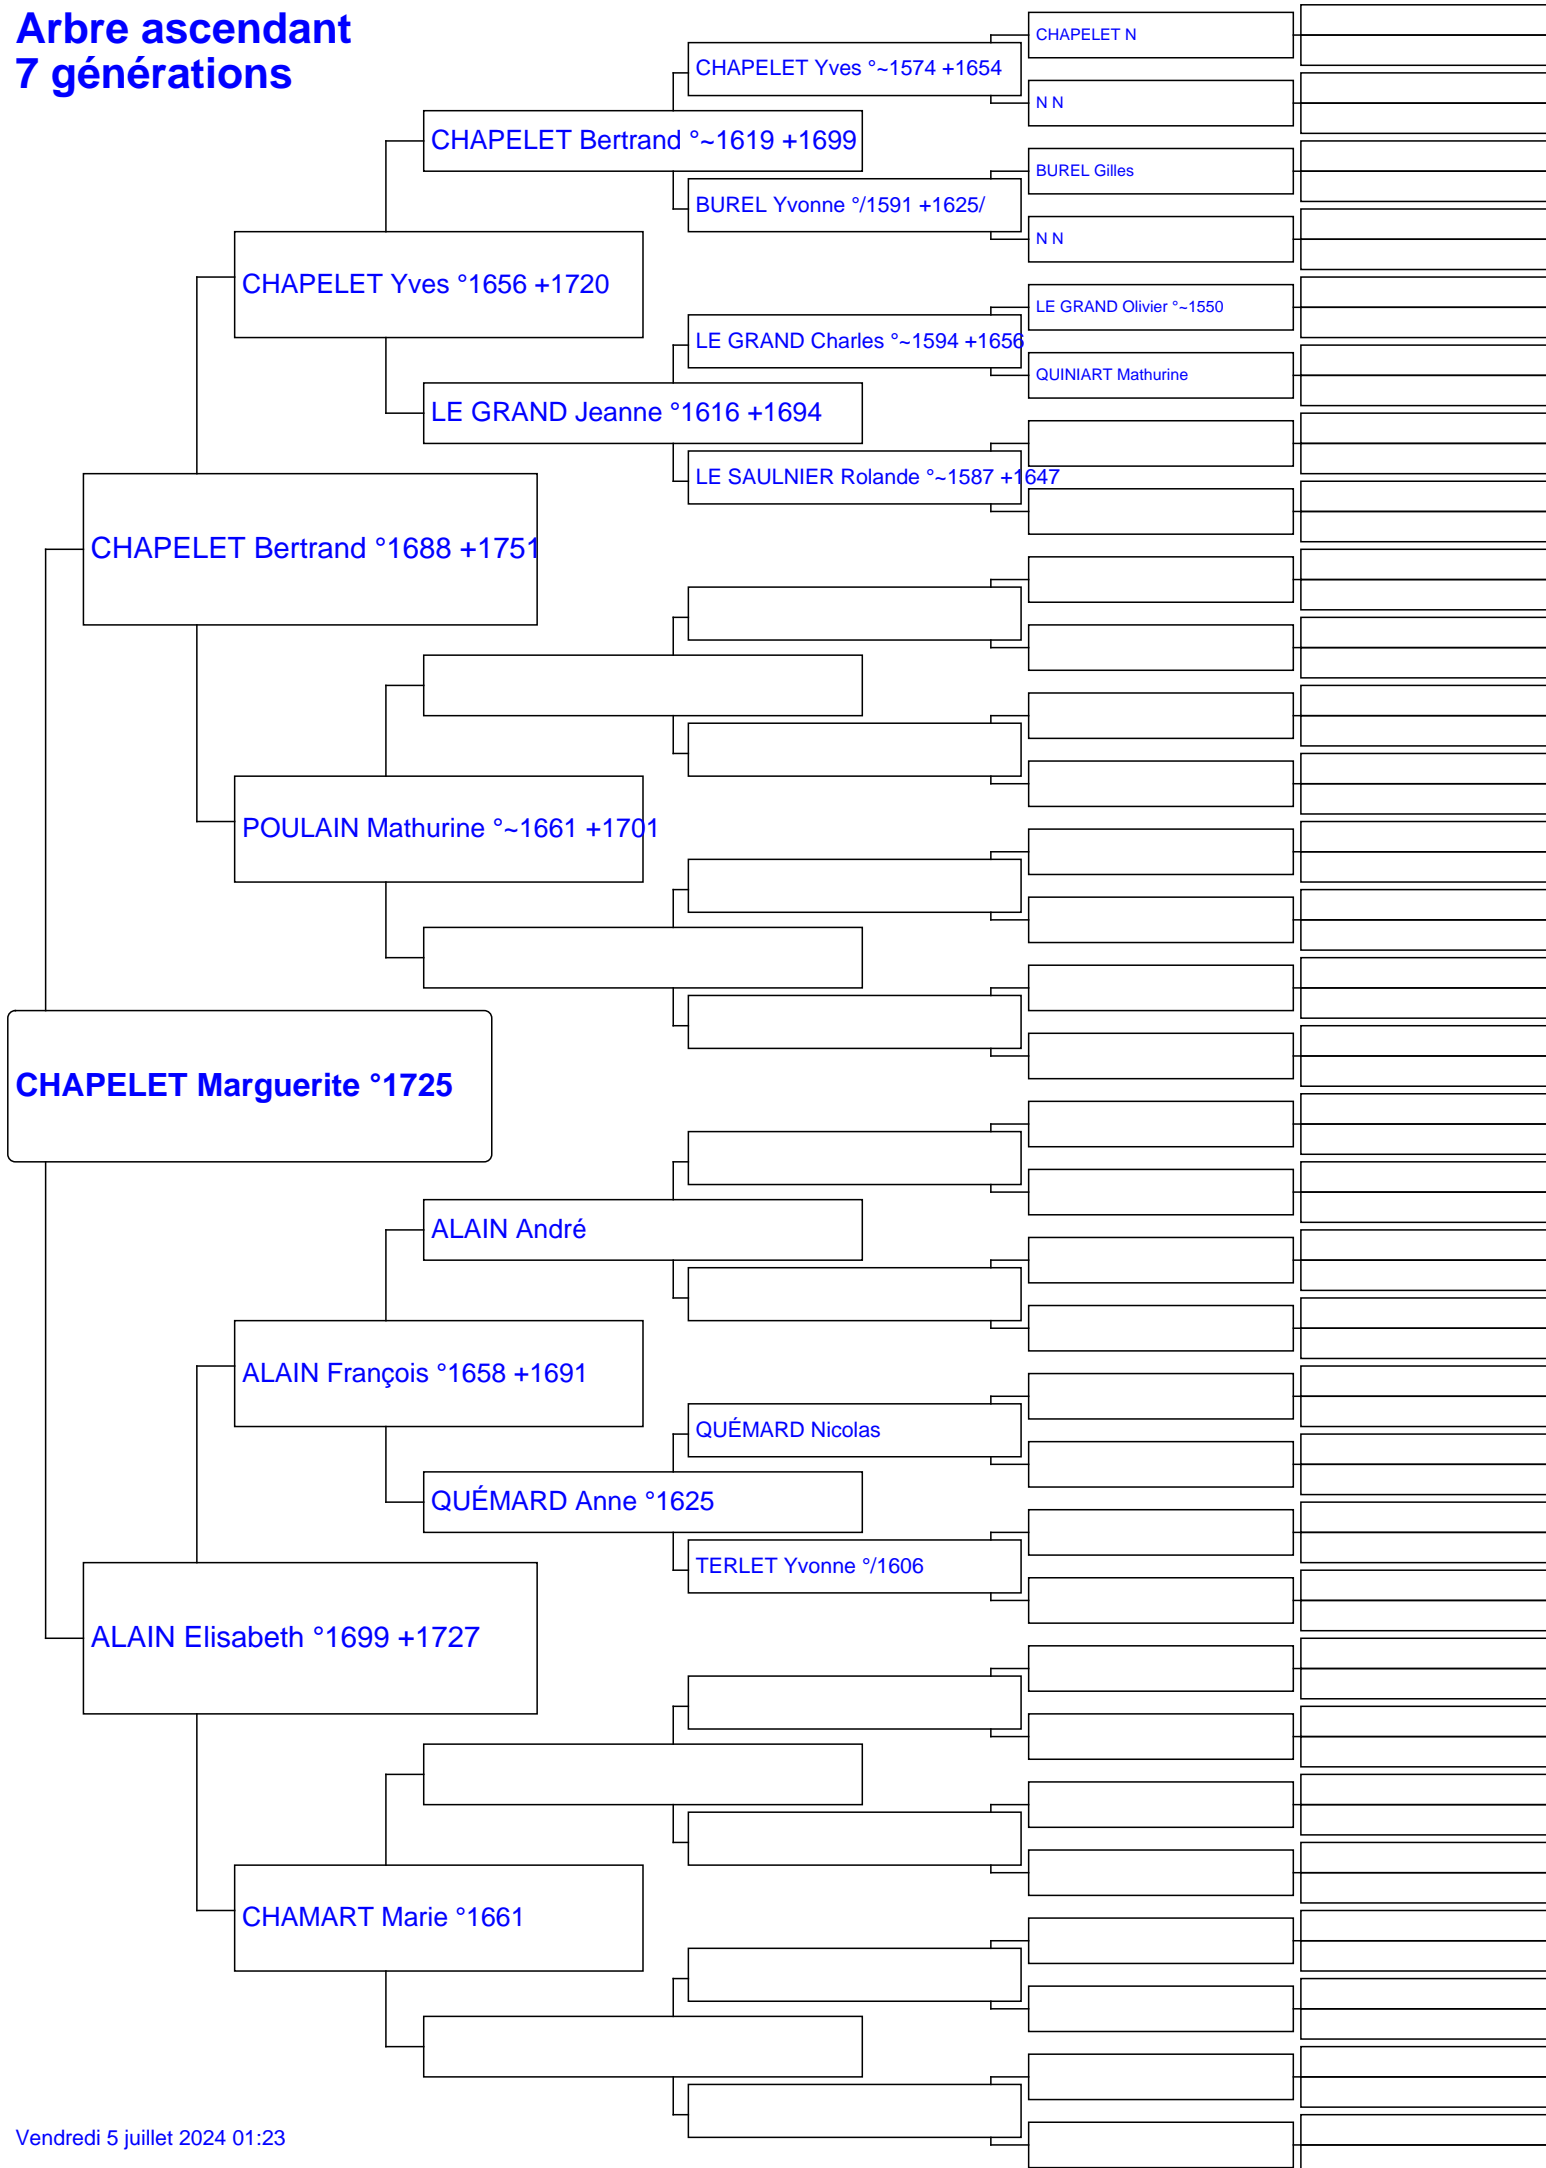 Arbre ascendant
7 générations
CHAPELET N
CHAPELET Yves °~1574 +1654
N N
CHAPELET Bertrand °~1619 +1699
BUREL Gilles
BUREL Yvonne °/1591 +1625/
N N
CHAPELET Yves °1656 +1720
LE GRAND Olivier °~1550
LE GRAND Charles °~1594 +1656
QUINIART Mathurine
LE GRAND Jeanne °1616 +1694
LE SAULNIER Rolande °~1587 +1647
CHAPELET Bertrand °1688 +1751
POULAIN Mathurine °~1661 +1701
CHAPELET Marguerite °1725
ALAIN André
ALAIN François °1658 +1691
QUÉMARD Nicolas
QUÉMARD Anne °1625
TERLET Yvonne °/1606
ALAIN Elisabeth °1699 +1727
CHAMART Marie °1661
Vendredi 5 juillet 2024 01:23